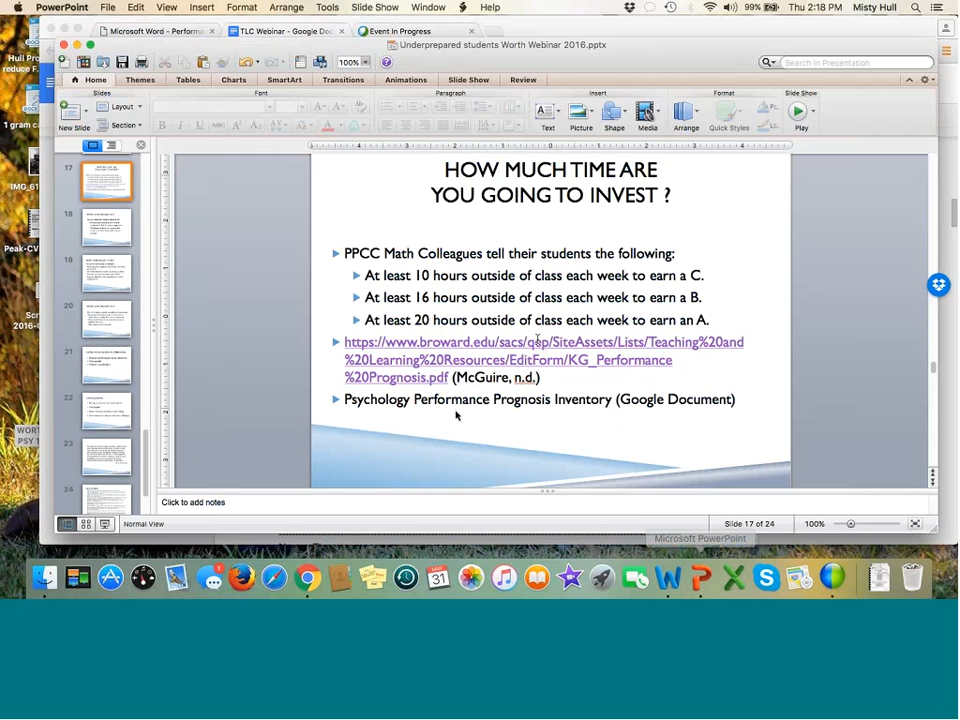 PowerPoint File Edit View Insert Format Arrange Tools Slide Show Window Help 99% Thu 2:18 PM Misty Hull
Microsoft Word - Performa... TLC Webinar - Google Doc Event In Progress
Underprepared students Worth Webinar 2016.pptx
100% Search in Presentation
Home Themes Tables Charts SmartArt Transitions Animations Slide Show Review
Slides Font Paragraph Insert Format Slide Show
New Slide Layout Section Text Picture Shape Media Arrange Quick Styles Play
17
18
19
20
21
22
23
24
HOW MUCH TIME ARE
YOU GOING TO INVEST ?
PPCC Math Colleagues tell their students the following:
At least 10 hours outside of class each week to earn a C.
At least 16 hours outside of class each week to earn a B.
At least 20 hours outside of class each week to earn an A.
https://www.broward.edu/sacs/qep/SiteAssets/Lists/Teaching%20and
%20Learning%20Resources/EditForm/KG_Performance
%20Prognosis.pdf (McGuire, n.d.)
Psychology Performance Prognosis Inventory (Google Document)
Click to add notes
Normal View Slide 17 of 24 100%
Microsoft PowerPoint